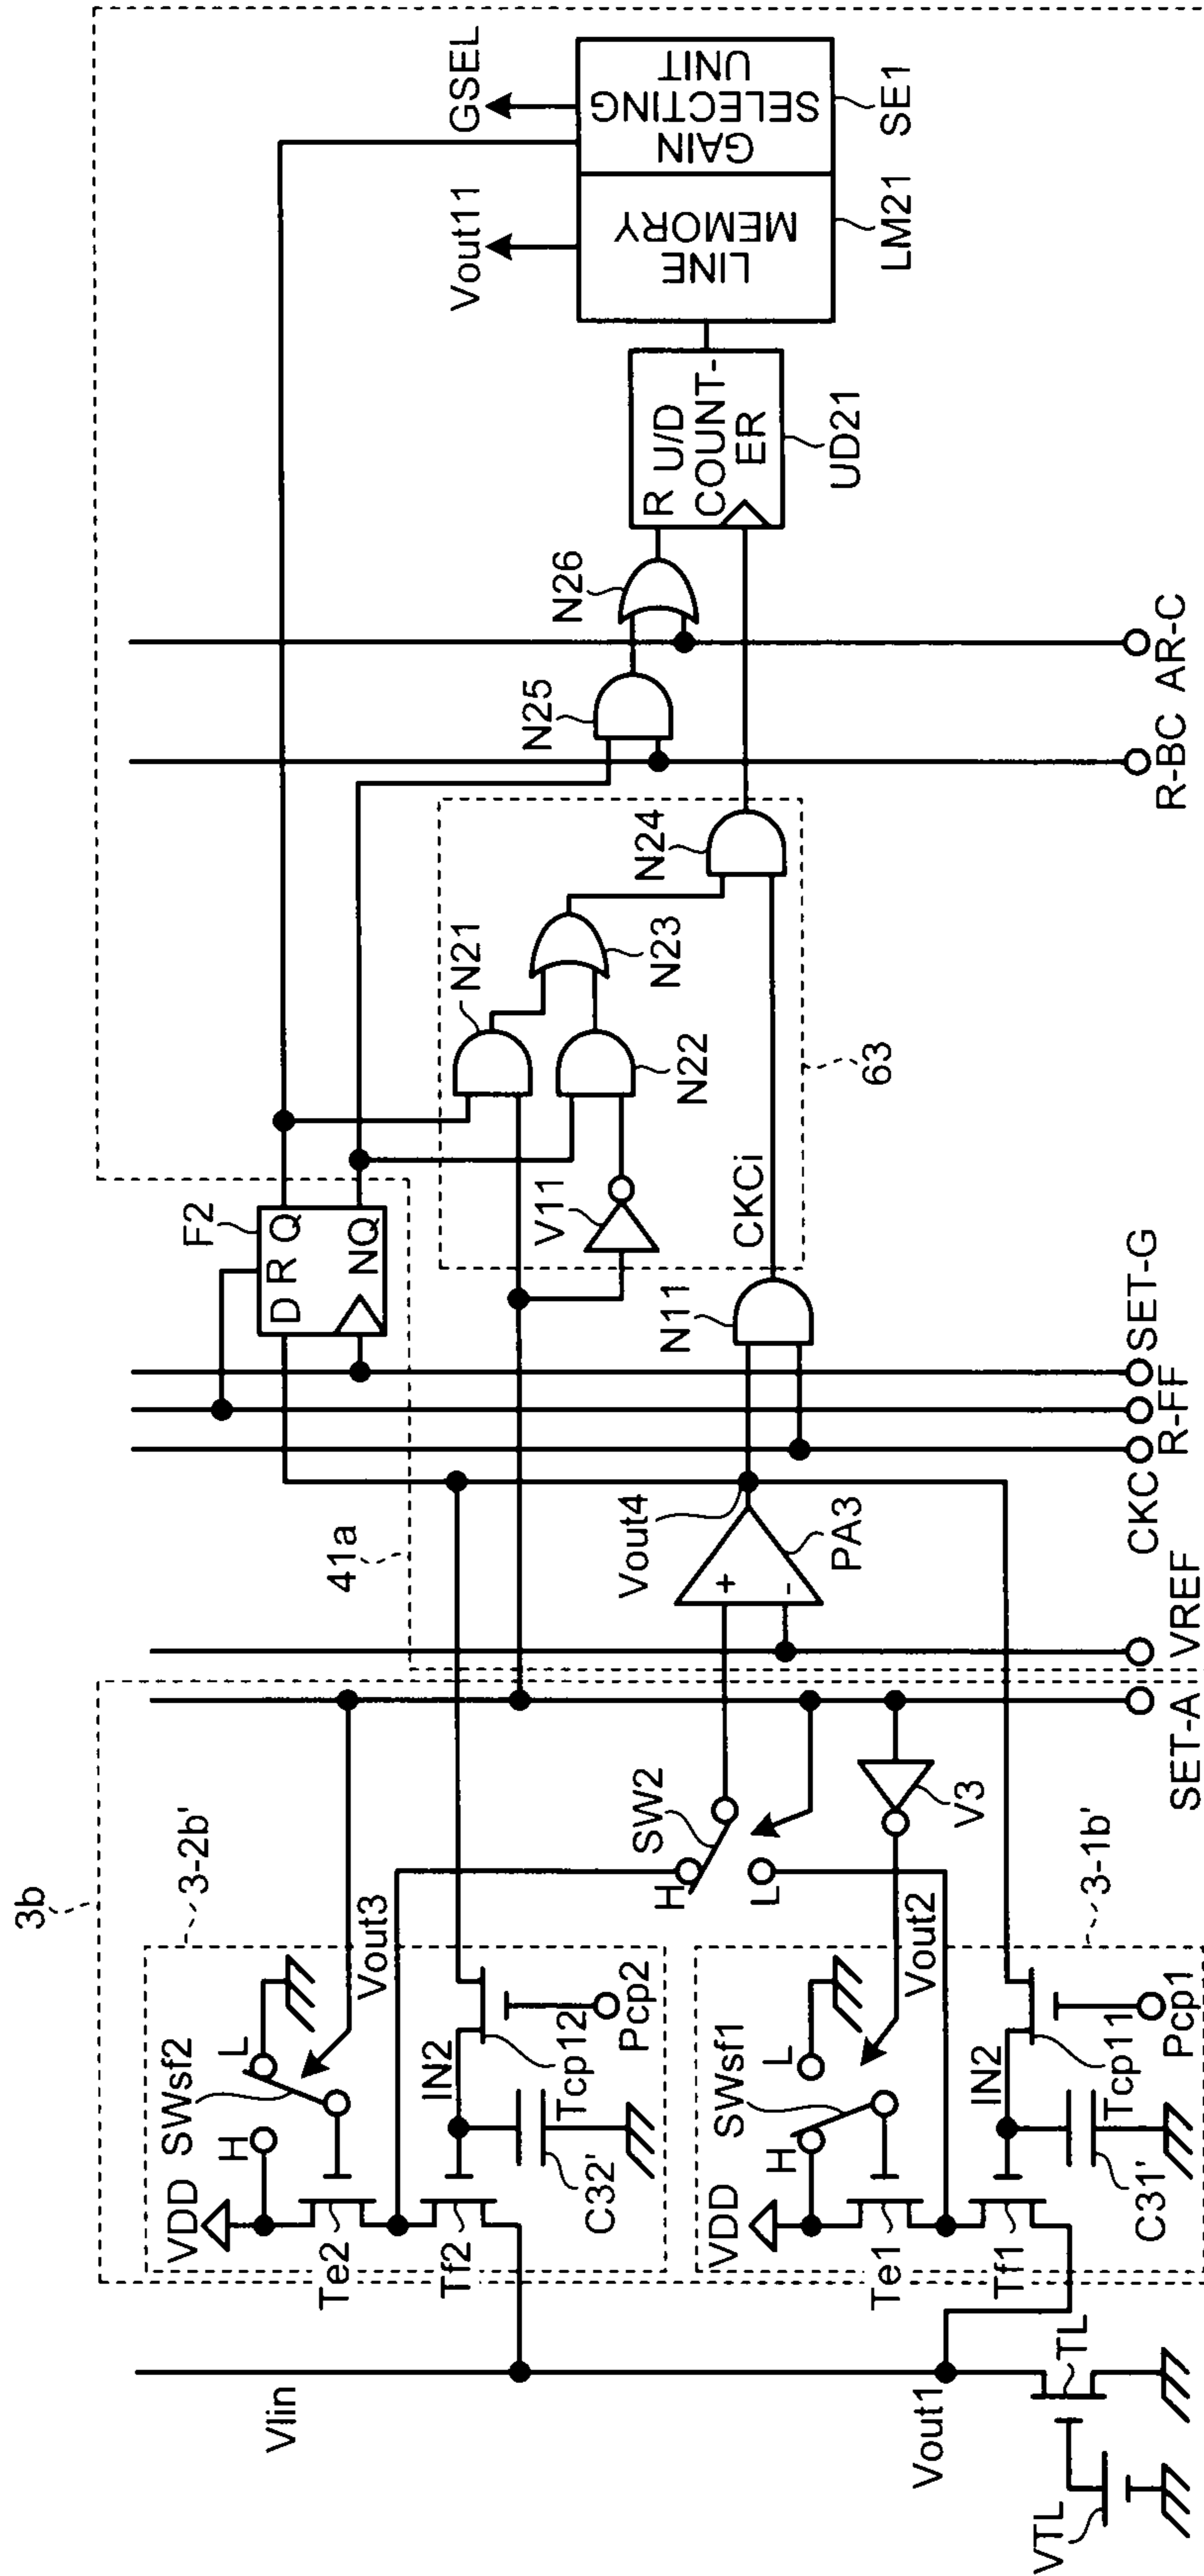 3b
3-2b'
VDD
H
SWsf2
L
Vout3
Te2
Tf2
IN2
C32'
Tcp12
Pcp2
Vlin
H
SW2
L
3-1b'
VDD
H
SWsf1
L
Vout2
V3
Te1
Tf1
IN2
C31'
Tcp11
Pcp1
Vout1
TL
VTL
SET-A
VREF
41a
Vout4
+
-
PA3
CKC
R-FF
SET-G
F2
D
R
Q
NQ
N11
CKCi
V11
N21
N22
N23
N24
63
R-BC
AR-C
N25
N26
R
U/D
COUNT-
ER
UD21
Vout11
LINE
MEMORY
LM21
GSEL
GAIN
SELECTING
UNIT
SE1